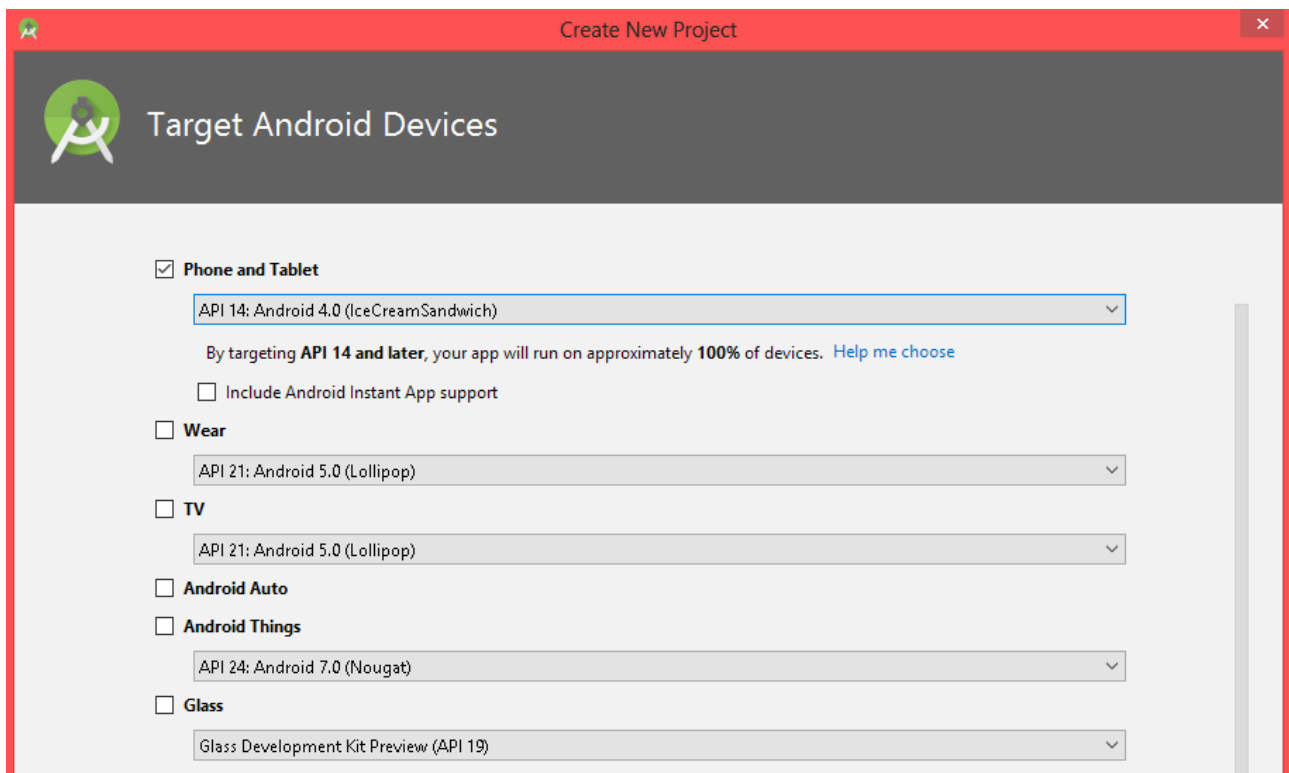 Create New Project
Target Android Devices
Phone and Tablet
API 14: Android 4.0 (IceCreamSandwich)
By targeting API 14 and later, your app will run on approximately 100% of devices. Help me choose
Include Android Instant App support
Wear
API 21: Android 5.0 (Lollipop)
TV
API 21: Android 5.0 (Lollipop)
Android Auto
Android Things
API 24: Android 7.0 (Nougat)
Glass
Glass Development Kit Preview (API 19)